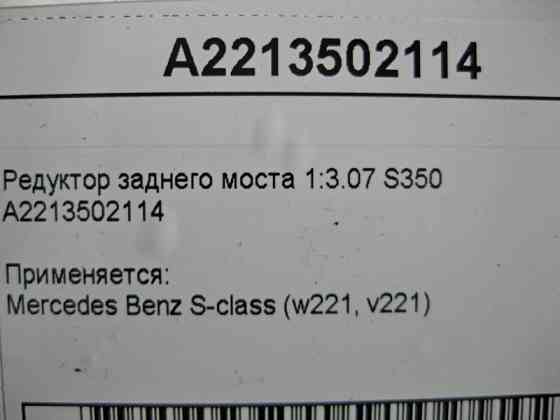 A2213502114
Редуктор заднего моста 1:3.07 S350
A2213502114
Применяется:
Mercedes Benz S-class (w221, v221)